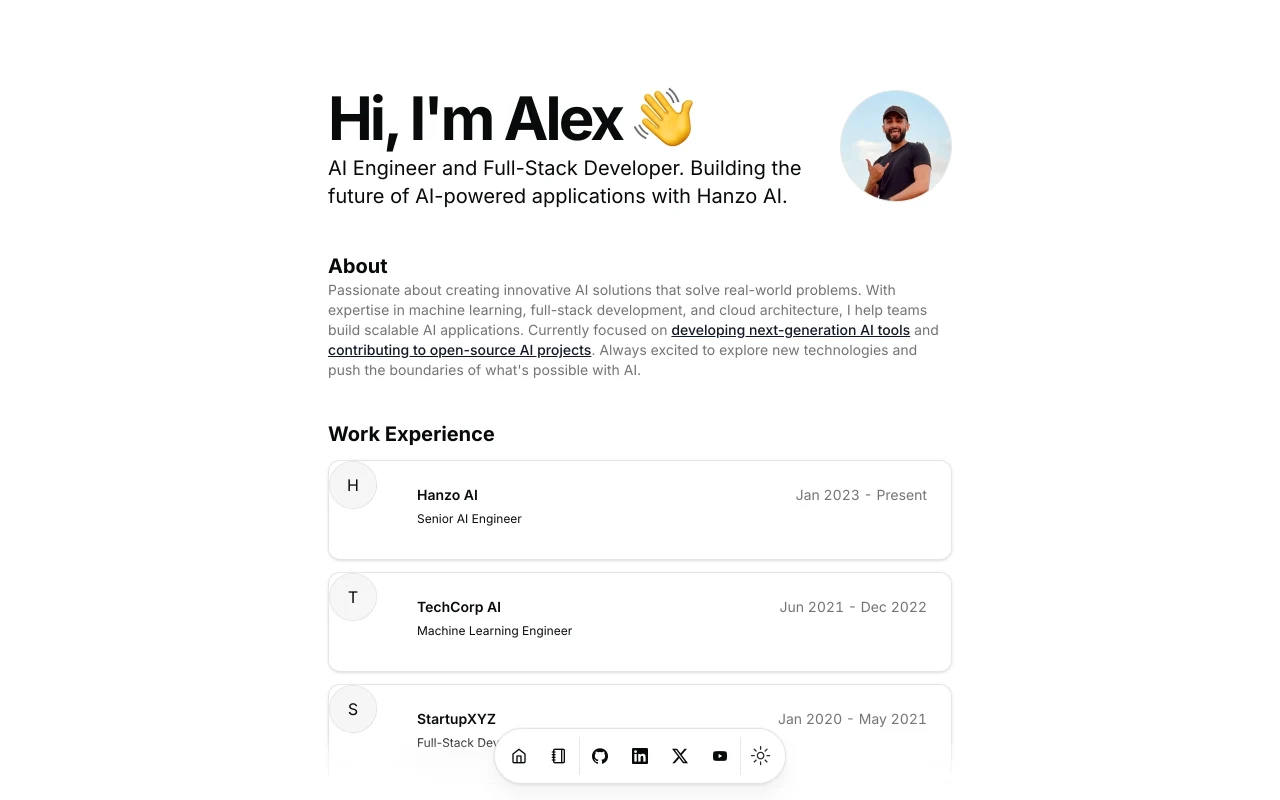 Hi, I'm Alex 👋
AI Engineer and Full-Stack Developer. Building the
future of AI-powered applications with Hanzo AI.
About
Passionate about creating innovative AI solutions that solve real-world problems. With
expertise in machine learning, full-stack development, and cloud architecture, I help teams
build scalable AI applications. Currently focused on developing next-generation AI tools and
contributing to open-source AI projects. Always excited to explore new technologies and
push the boundaries of what's possible with AI.
Work Experience
H
Hanzo AI
Jan 2023 - Present
Senior AI Engineer
T
TechCorp AI
Jun 2021 - Dec 2022
Machine Learning Engineer
S
StartupXYZ
Jan 2020 - May 2021
Full-Stack